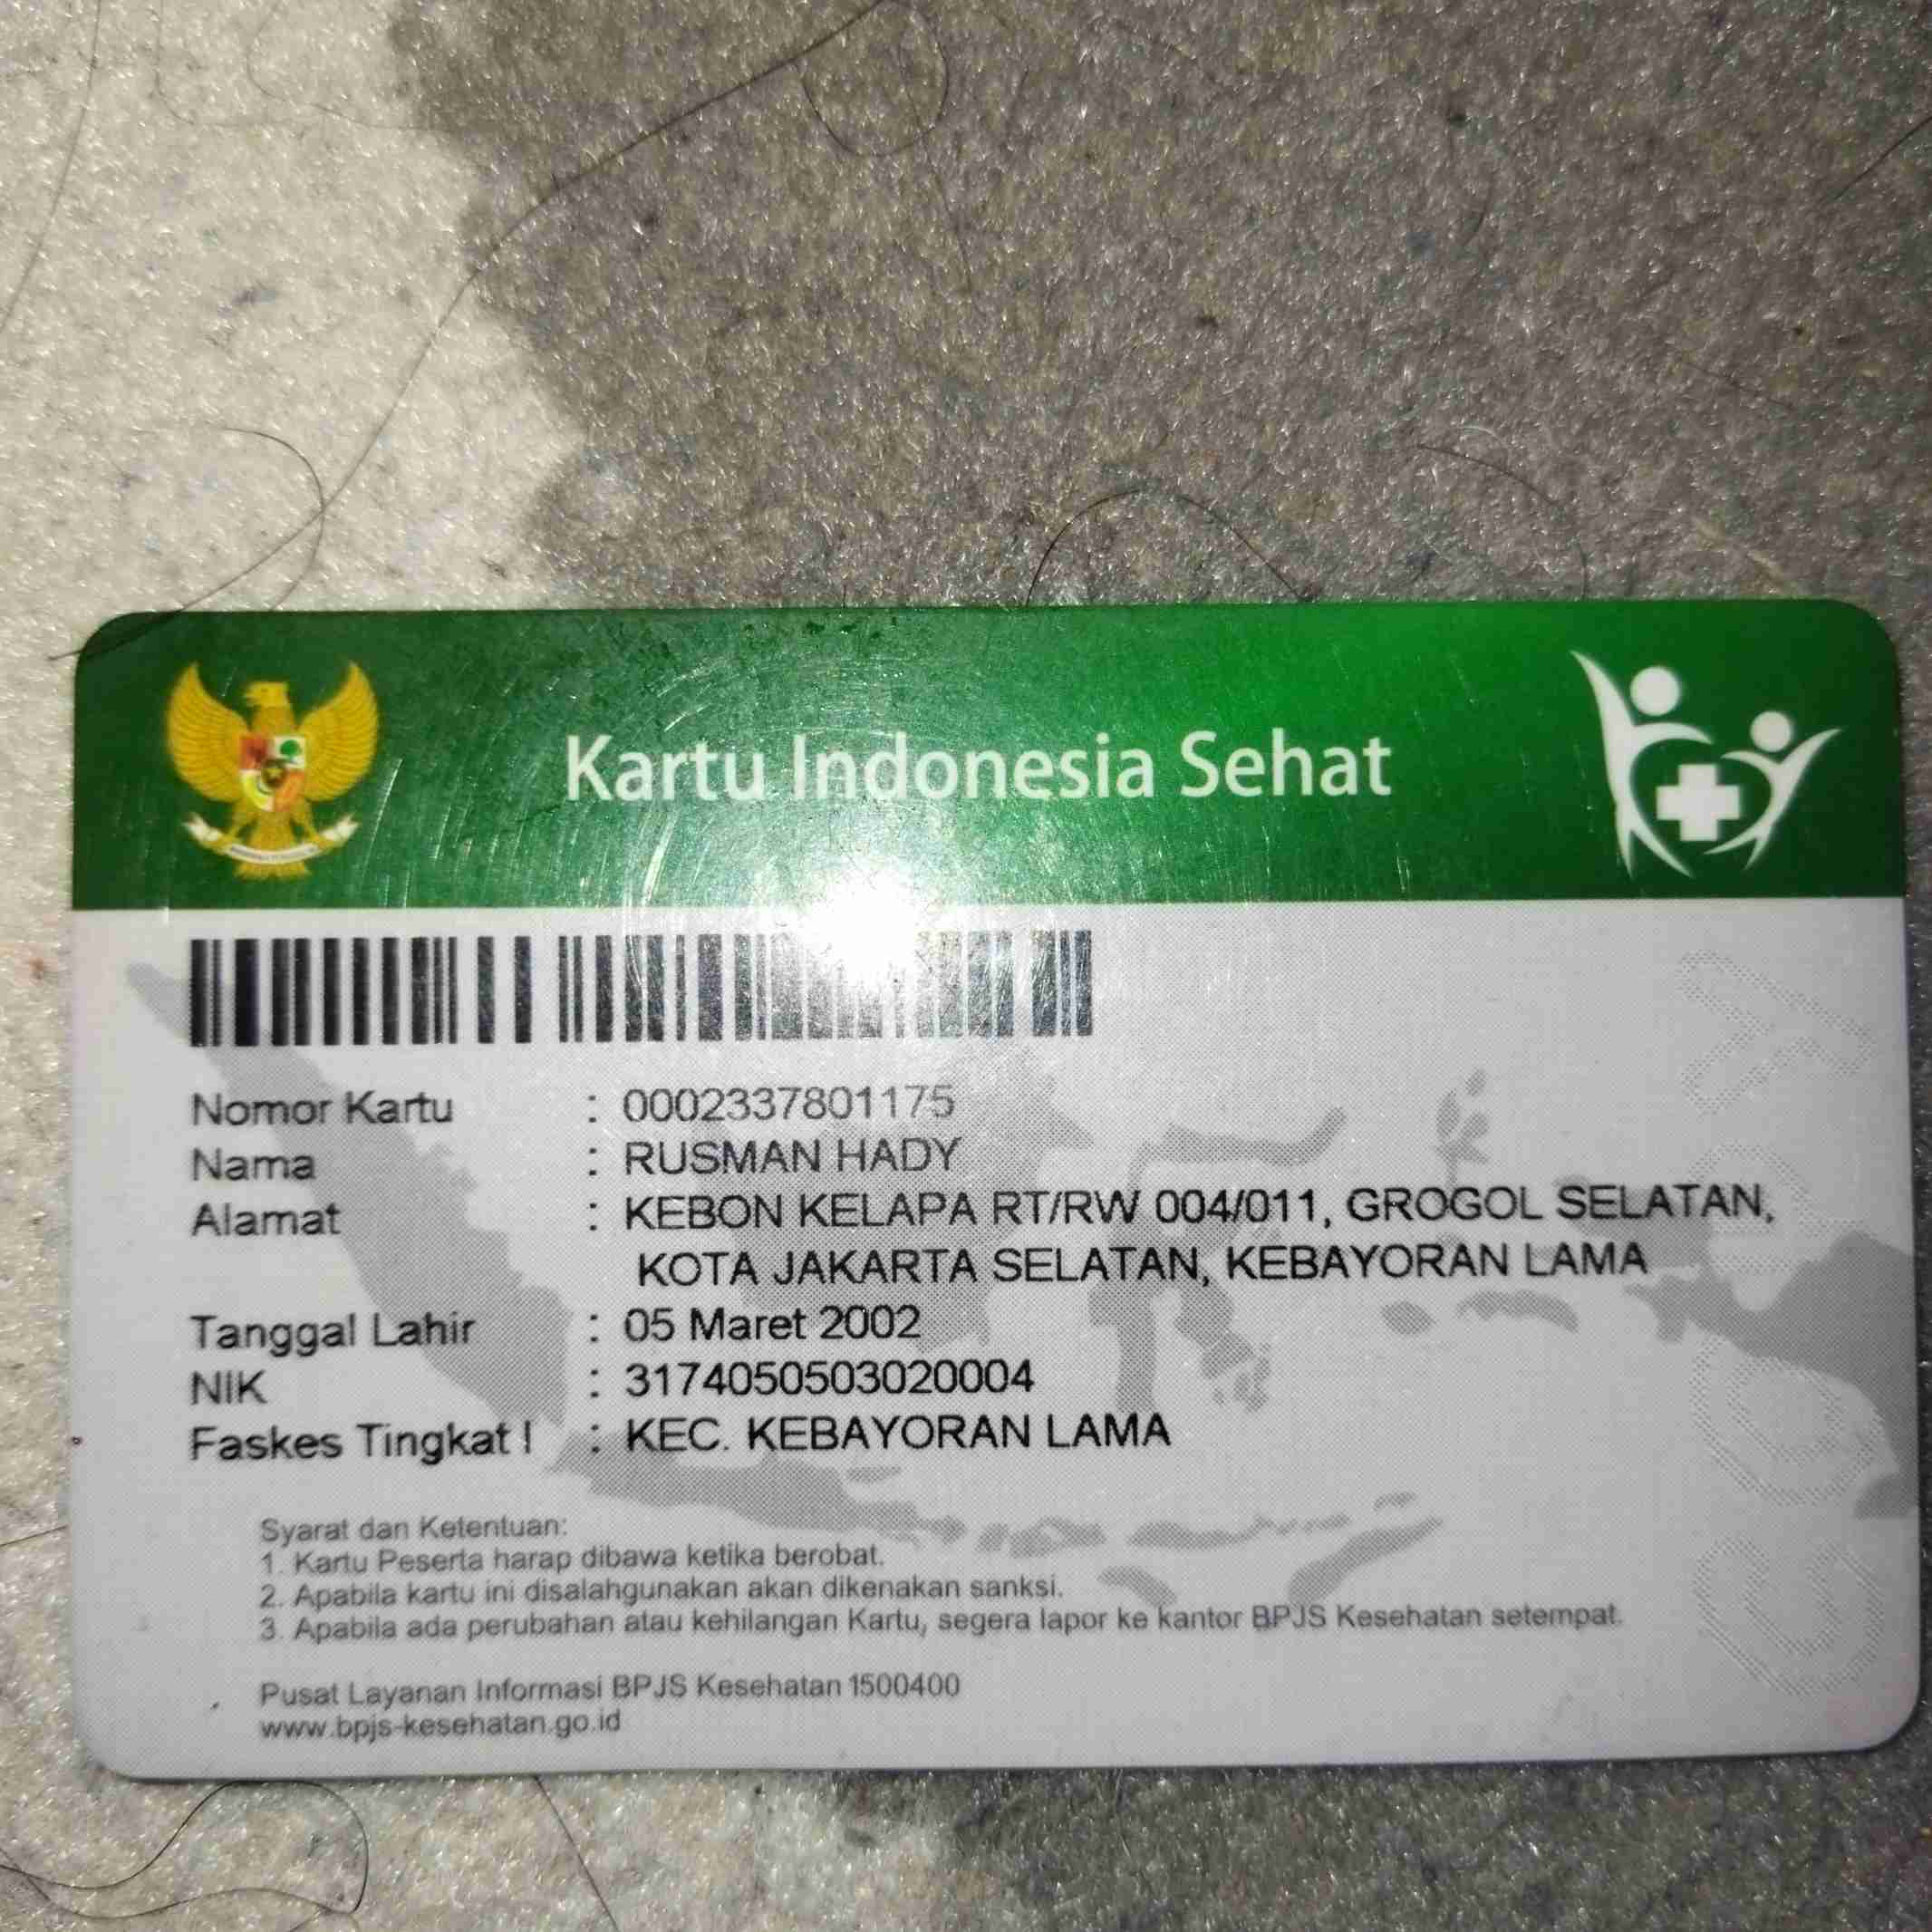 Kartu Indonesia Sehat
Nomor Kartu : 0002337801175
Nama : RUSMAN HADY
Alamat : KEBON KELAPA RT/RW 004/011, GROGOL SELATAN,
KOTA JAKARTA SELATAN, KEBAYORAN LAMA
Tanggal Lahir : 05 Maret 2002
NIK : 3174050503020004
Faskes Tingkat I : KEC. KEBAYORAN LAMA
Syarat dan Ketentuan:
1. Kartu Peserta harap dibawa ketika berobat.
2. Apabila kartu ini disalahgunakan akan dikenakan sanksi.
3. Apabila ada perubahan atau kehilangan Kartu, segera lapor ke kantor BPJS Kesehatan setempat.
Pusat Layanan Informasi BPJS Kesehatan 1500400
www.bpjs-kesehatan.go.id